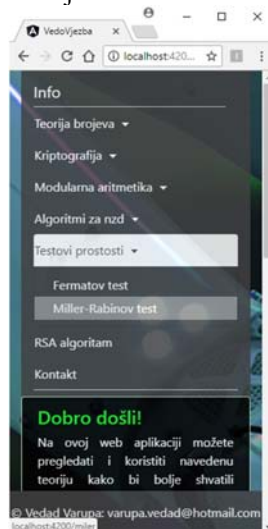 VedoVjezba
localhost:420...
Info
Teorija brojeva
Kriptografija
Modularna aritmetika
Algoritmi za nzd
Testovi prostosti
Fermatov test
Miller-Rabinov test
RSA algoritam
Kontakt
Dobro došli!
Na ovoj web aplikaciji možete
pregledati i koristiti navedenu
teoriju kako bi bolje shvatili
© Vedad Varupa: varupa.vedad@hotmail.com
localhost:4200/miler